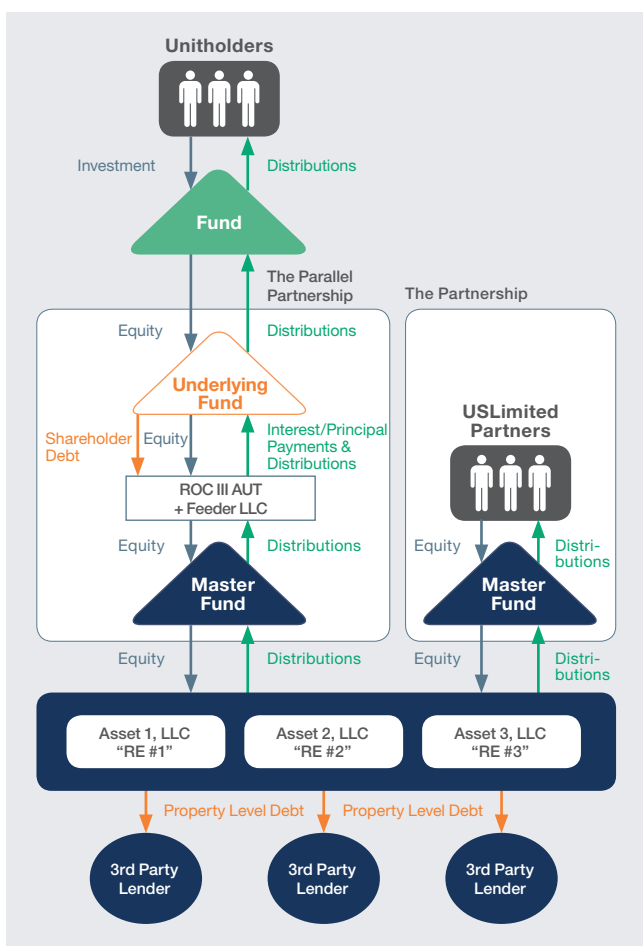 Unitholders
Investment
Distributions
Fund
The Parallel
Partnership
The Partnership
Equity
Distributions
Underlying
Fund
USLimited
Partners
Shareholder
Debt
Equity
Interest/Principal
Payments &
Distributions
ROC III AUT
+ Feeder LLC
Equity
Distributions
Equity
Distri-
butions
Master
Fund
Master
Fund
Equity
Distributions
Equity
Distri-
butions
Asset 1, LLC
“RE #1”
Asset 2, LLC
“RE #2”
Asset 3, LLC
“RE #3”
Property Level Debt
Property Level Debt
3rd Party
Lender
3rd Party
Lender
3rd Party
Lender